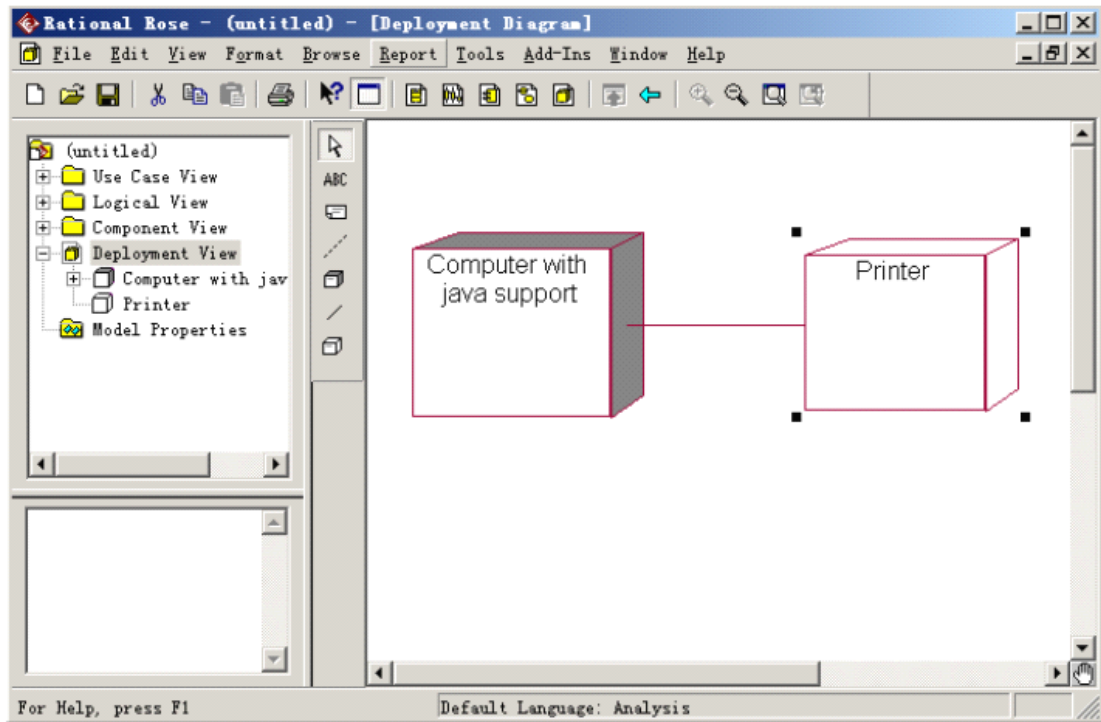 Rational Rose - (untitled) - [Deployment Diagram]
File Edit View Format Browse Report Tools Add-Ins Window Help
(untitled)
Use Case View
Logical View
Component View
Deployment View
Computer with jav
Printer
Model Properties
ABC
Computer with
java support
Printer
For Help, press F1
Default Language: Analysis